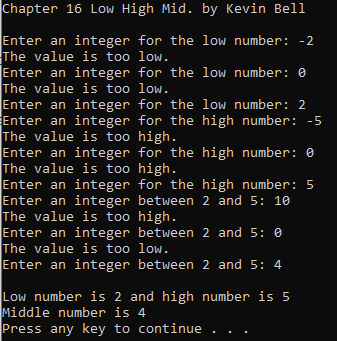 Chapter 16 Low High Mid. by Kevin Bell
Enter an integer for the low number: -2
The value is too low.
Enter an integer for the low number: 0
The value is too low.
Enter an integer for the low number: 2
Enter an integer for the high number: -5
The value is too high.
Enter an integer for the high number: 0
The value is too high.
Enter an integer for the high number: 5
Enter an integer between 2 and 5: 10
The value is too high.
Enter an integer between 2 and 5: 0
The value is too low.
Enter an integer between 2 and 5: 4
Low number is 2 and high number is 5
Middle number is 4
Press any key to continue . . .